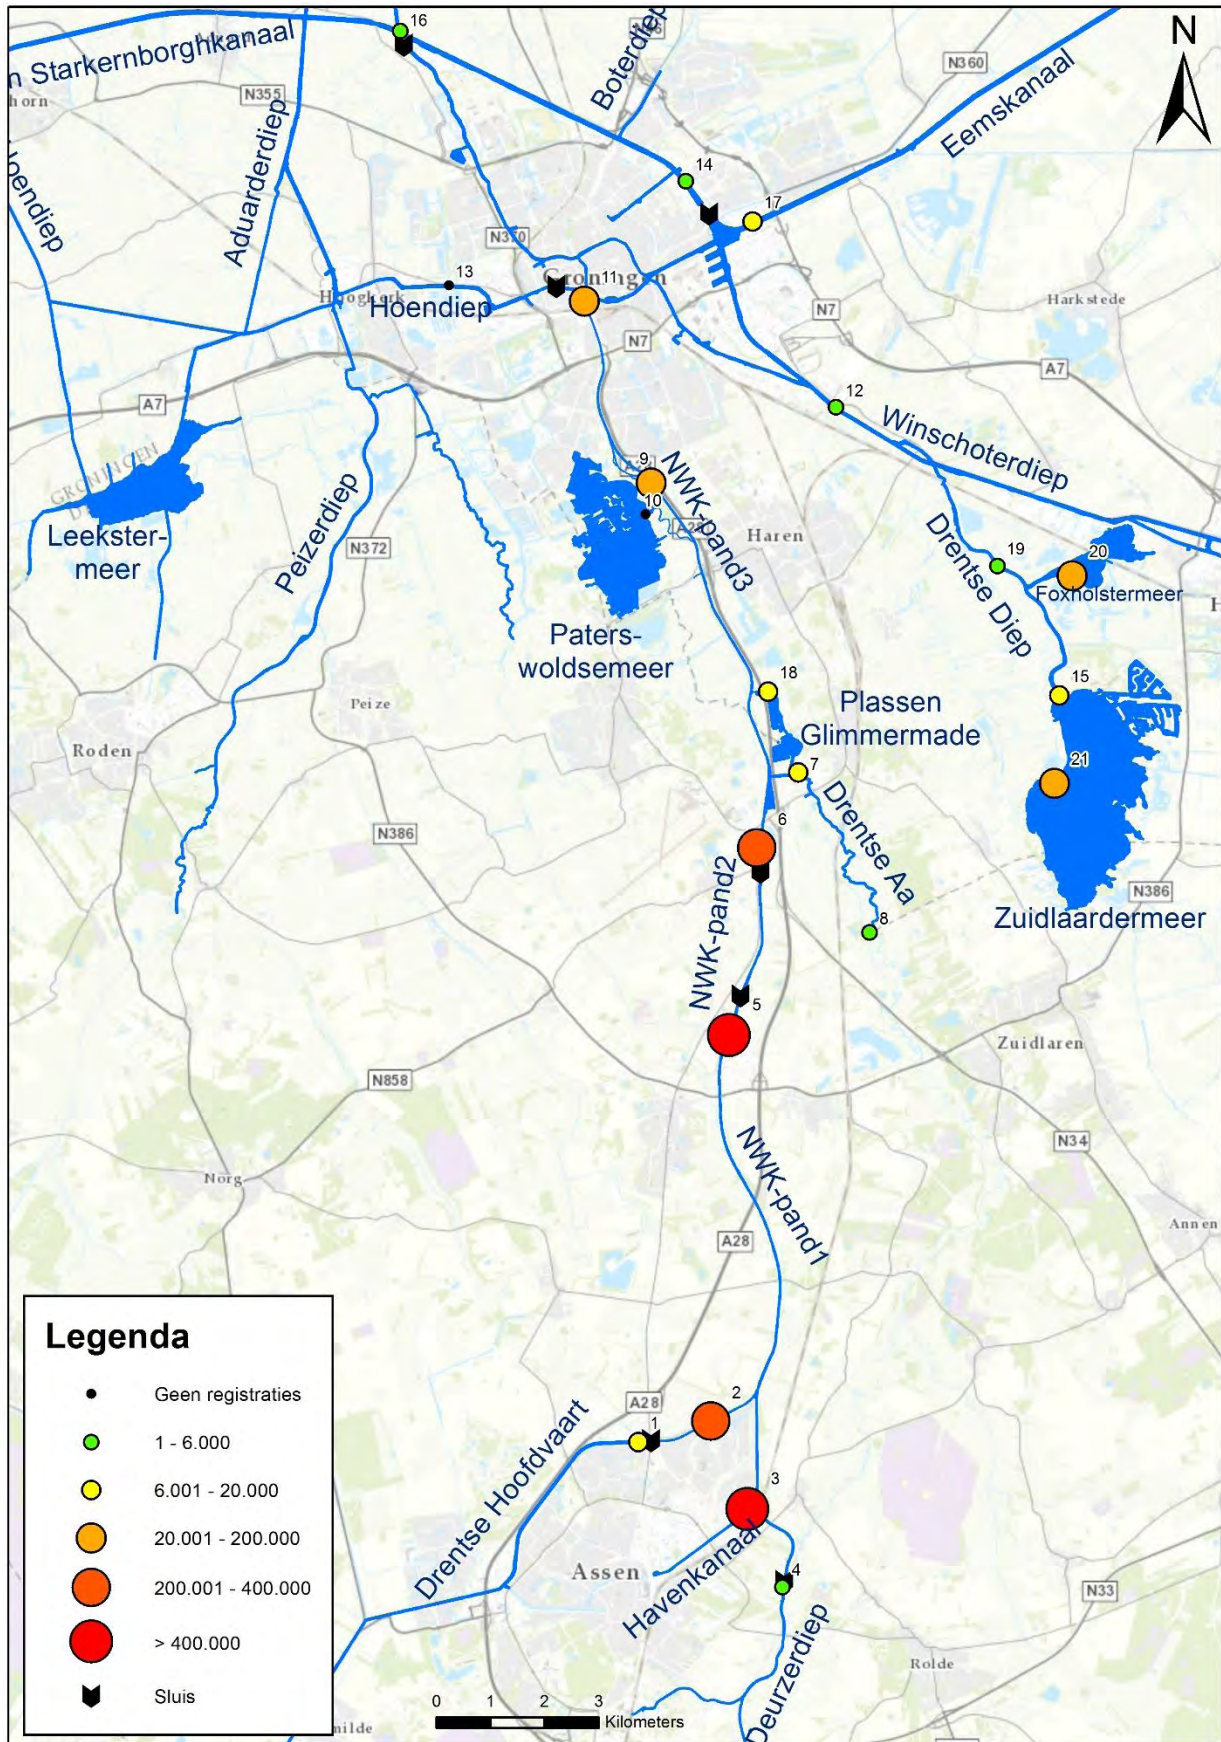 16
N
n Starkernborghkanaal
Boterdiep
N360
horn
N355
Eemskanaal
Hoendiep
Aduarderdiep
14
17
N370
13
Groningen
11
Hoogkerk
Hoendiep
Harkstede
N7
N7
A7
A7
12
Winschoterdiep
GRONINGEN
9
NWK-pand3
10
A28
Haren
Leekster-
meer
Peizerdiep
N372
Drentse Diep
19
20
Foxholstermeer
H
Paters-
woldsemeer
18
15
Peize
Plassen
Glimmermade
Roden
7
21
Drentse Aa
6
N386
NWK-pand2
N386
8
Zuidlaardermeer
5
Zuidlaren
N858
NWK-pand1
N34
Norg
Annen
A28
Legenda
Geen registraties
1 - 6.000
6.001 - 20.000
20.001 - 200.000
200.001 - 400.000
> 400.000
Sluis
A28
2
1
Drentse Hoofdvaart
3
Assen
Havenkanaal
4
N33
Deurzerdiep
Rolde
0 1 2 3
Kilometers
milde